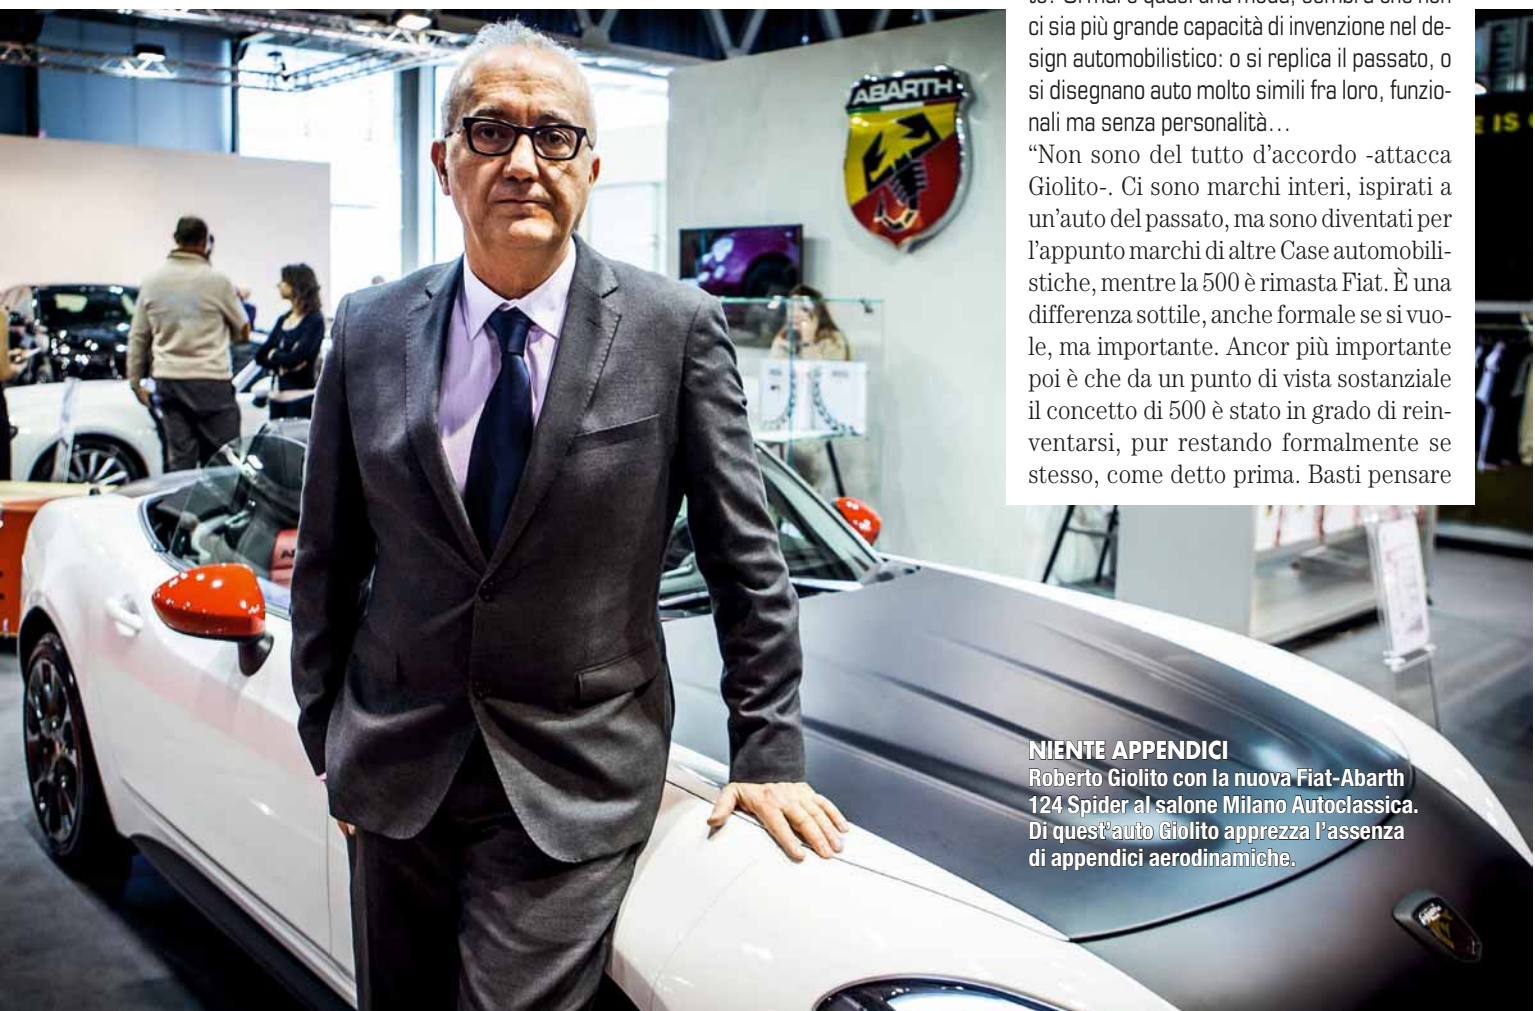 ci sia più grande capacità di invenzione nel de-
sign automobilistico: o si replica il passato, o
si disegnano auto molto simili fra loro, funzio-
nali ma senza personalità...
“Non sono del tutto d’accordo -attacca
Giolito-. Ci sono marchi interi, ispirati a
un’auto del passato, ma sono diventati per
l’appunto marchi di altre Case automobili-
stiche, mentre la 500 è rimasta Fiat. È una
differenza sottile, anche formale se si vuo-
le, ma importante. Ancor più importante
poi è che da un punto di vista sostanziale
il concetto di 500 è stato in grado di rein-
ventarsi, pur restando formalmente se
stesso, come detto prima. Basti pensare
ABARTH
IS
NIENTE APPENDICI
Roberto Giolito con la nuova Fiat-Abarth
124 Spider al salone Milano Autoclassica.
Di quest’auto Giolito apprezza l’assenza
di appendici aerodinamiche.